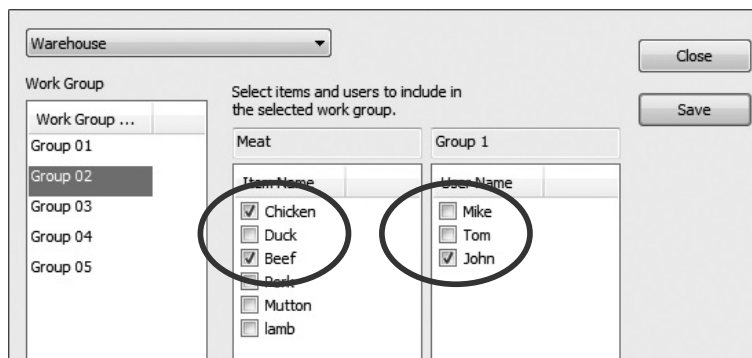 Warehouse
Close
Work Group
Select items and users to include in
the selected work group.
Save
Work Group ...
Meat
Group 1
Group 01
Item Name
User Name
Group 02
Chicken
Mike
Group 03
Duck
Tom
Group 04
Beef
John
Group 05
Pork
Mutton
lamb